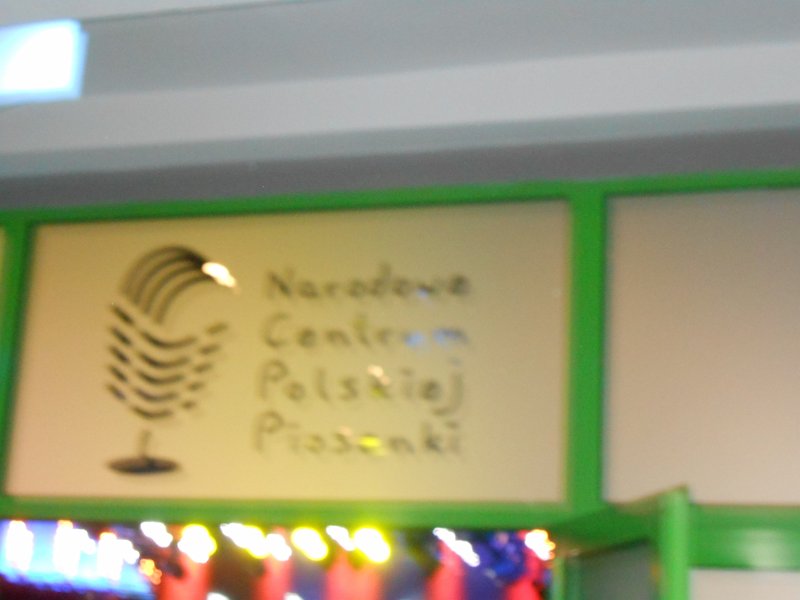 Narodowe
Centrum
Polskiej
Piosenki